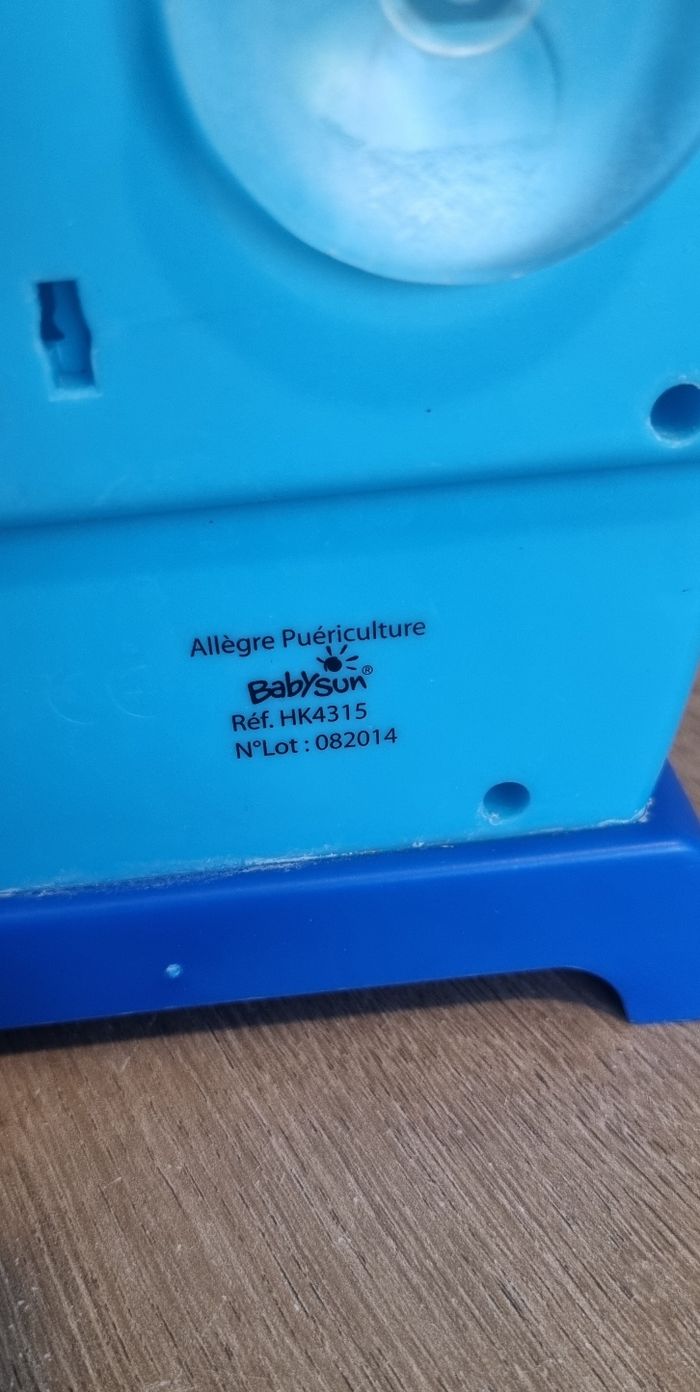 Allègre Puériculture
Babysun®
Réf. HK4315
N°Lot : 082014